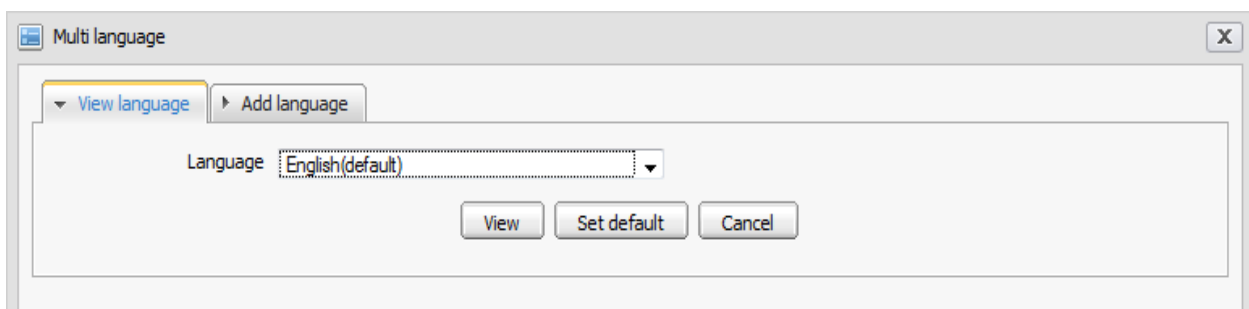 Multi language
X
View language
Add language
Language English(default)
View Set default Cancel